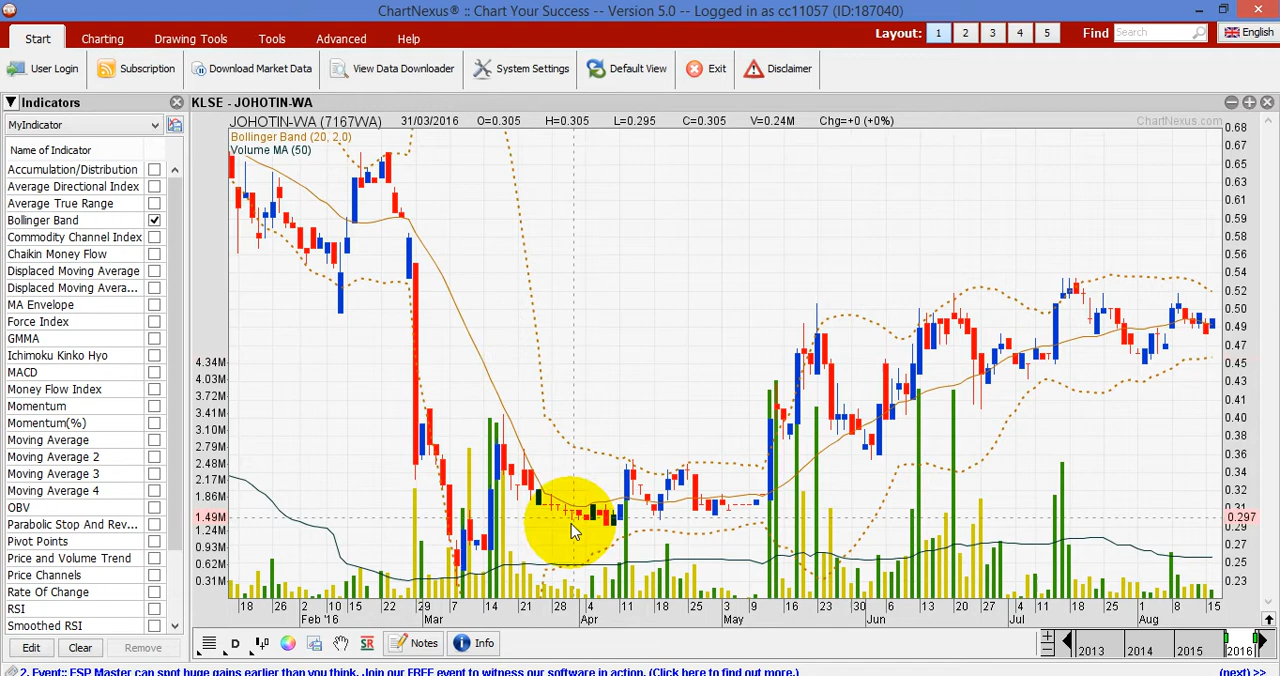 ChartNexus® :: Chart Your Success -- Version 5.0 -- Logged in as cc11057 (ID:187040)
Start Charting Drawing Tools Tools Advanced Help Layout: 1 2 3 4 5 Find Search English
User Login Subscription Download Market Data View Data Downloader System Settings Default View Exit Disclaimer
Indicators
MyIndicator
Name of Indicator
Accumulation/Distribution
Average Directional Index
Average True Range
Bollinger Band
Commodity Channel Index
Chaikin Money Flow
Displaced Moving Average
Displaced Moving Avera...
MA Envelope
Force Index
GMMA
Ichimoku Kinko Hyo
MACD
Money Flow Index
Momentum
Momentum(%)
Moving Average
Moving Average 2
Moving Average 3
Moving Average 4
OBV
Parabolic Stop And Rev...
Pivot Points
Price and Volume Trend
Price Channels
Rate Of Change
RSI
Smoothed RSI
Edit Clear Remove
KLSE - JOHOTIN-WA
JOHOTIN-WA (7167WA) 31/03/2016 O=0.305 H=0.305 L=0.295 C=0.305 V=0.24M Chg=+0 (+0%) ChartNexus.com
Bollinger Band (20, 2.0)
Volume MA (50)
4.34M
4.03M
3.72M
3.41M
3.10M
2.79M
2.48M
2.17M
1.86M
1.49M
1.24M
0.93M
0.62M
0.31M
0.68
0.67
0.65
0.63
0.61
0.59
0.58
0.56
0.54
0.52
0.50
0.49
0.47
0.45
0.43
0.41
0.40
0.38
0.36
0.34
0.32
0.297
0.29
0.27
0.25
0.23
18 26 2 10 15 22 29 7 14 21 28 4 11 18 25 3 9 16 23 30 6 13 20 27 4 11 18 25 1 8 15
Feb '16 Mar Apr May Jun Jul Aug
D SR Notes Info
2013 2014 2015 2016
2. Event:: ESP Master can spot huge gains earlier than you think. Join our FREE event to witness our software in action. (Click here to find out more.) (next) >>